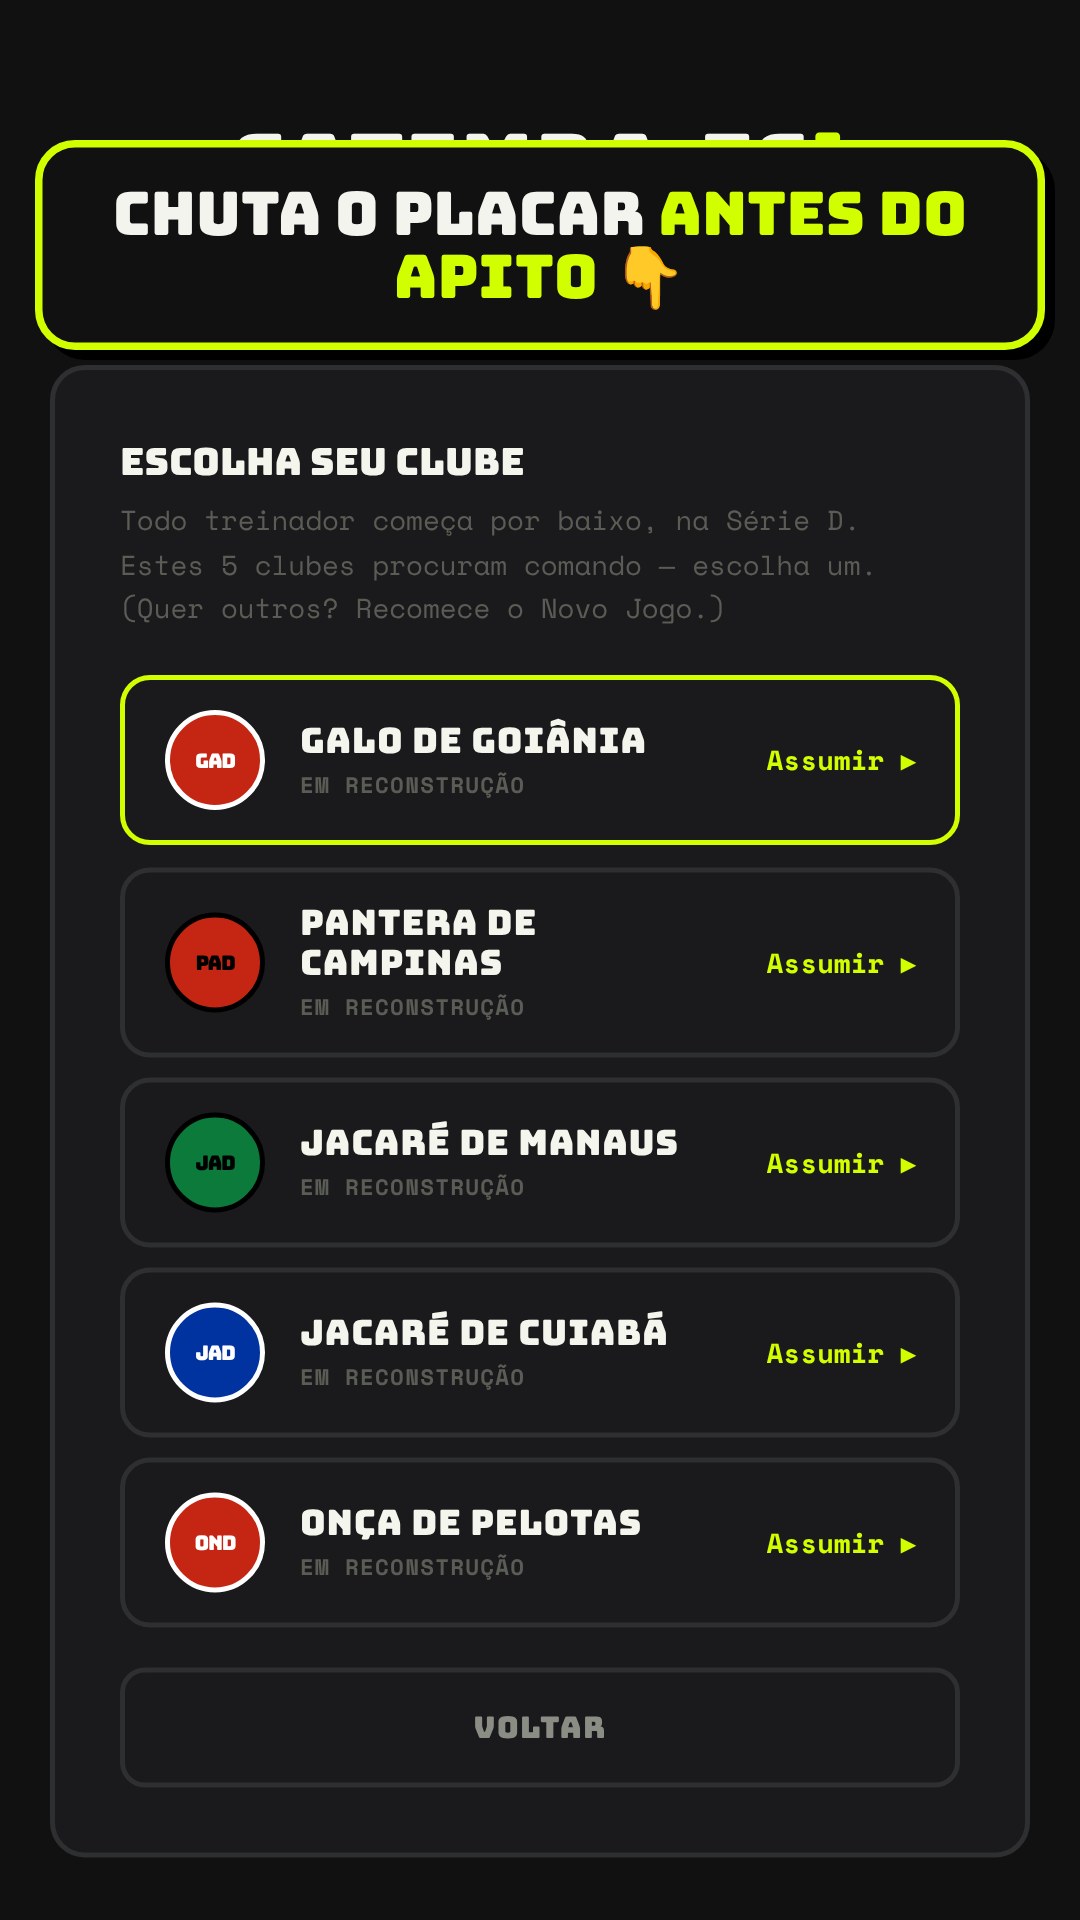 CHUTA O PLACAR ANTES DO
APITO 👇
ESCOLHA SEU CLUBE
Todo treinador começa por baixo, na Série D.
Estes 5 clubes procuram comando — escolha um.
(Quer outros? Recomece o Novo Jogo.)
GAD
GALO DE GOIÂNIA
EM RECONSTRUÇÃO
Assumir ▶
PAD
PANTERA DE
CAMPINAS
EM RECONSTRUÇÃO
Assumir ▶
JAD
JACARÉ DE MANAUS
EM RECONSTRUÇÃO
Assumir ▶
JAD
JACARÉ DE CUIABÁ
EM RECONSTRUÇÃO
Assumir ▶
OND
ONÇA DE PELOTAS
EM RECONSTRUÇÃO
Assumir ▶
VOLTAR